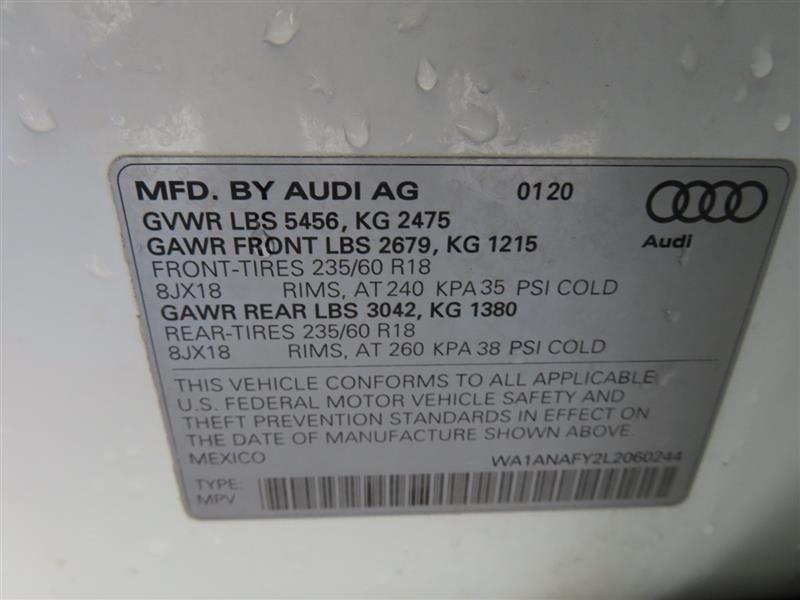 MFD. BY AUDI AG 0120
Audi
GVWR LBS 5456, KG 2475
GAWR FRONT LBS 2679, KG 1215
FRONT-TIRES 235/60 R18
8JX18 RIMS, AT 240 KPA 35 PSI COLD
GAWR REAR LBS 3042, KG 1380
REAR-TIRES 235/60 R18
8JX18 RIMS, AT 260 KPA 38 PSI COLD
THIS VEHICLE CONFORMS TO ALL APPLICABLE
U.S. FEDERAL MOTOR VEHICLE SAFETY AND
THEFT PREVENTION STANDARDS IN EFFECT ON
THE DATE OF MANUFACTURE SHOWN ABOVE.
MEXICO WA1ANAFY2L2060244
TYPE:
MPV